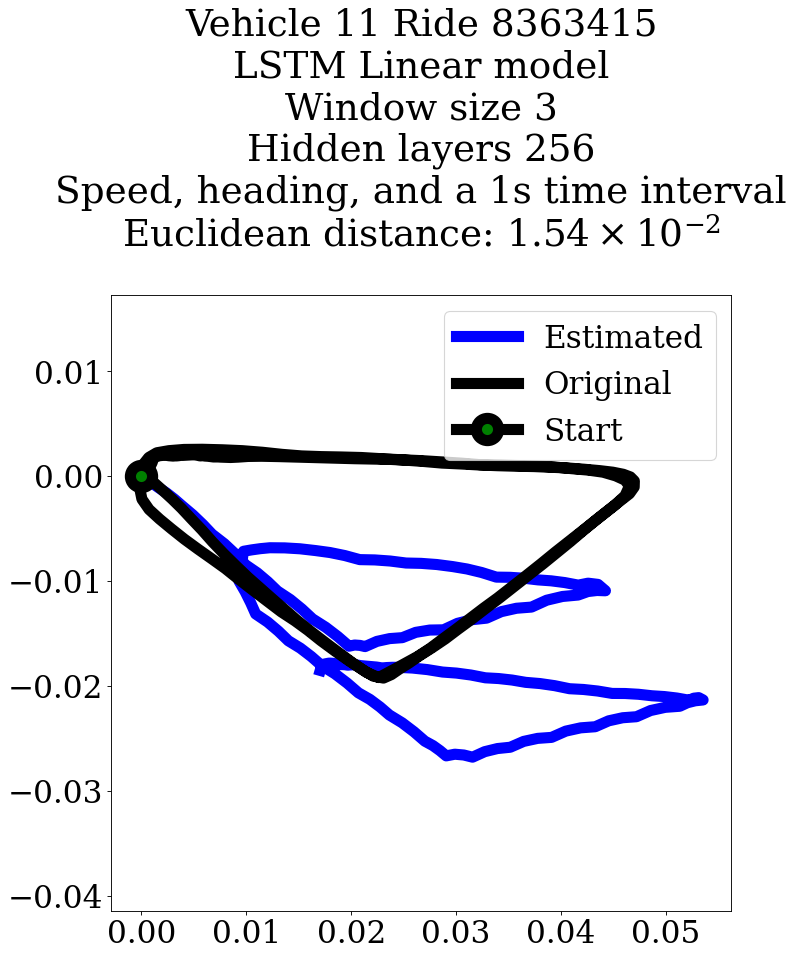 Vehicle 11 Ride 8363415
LSTM Linear model
Window size 3
Hidden layers 256
Speed, heading, and a 1s time interval
Euclidean distance: 1.54 × 10⁻²
Estimated
Original
Start
0.01
0.00
−0.01
−0.02
−0.03
−0.04
0.00 0.01 0.02 0.03 0.04 0.05